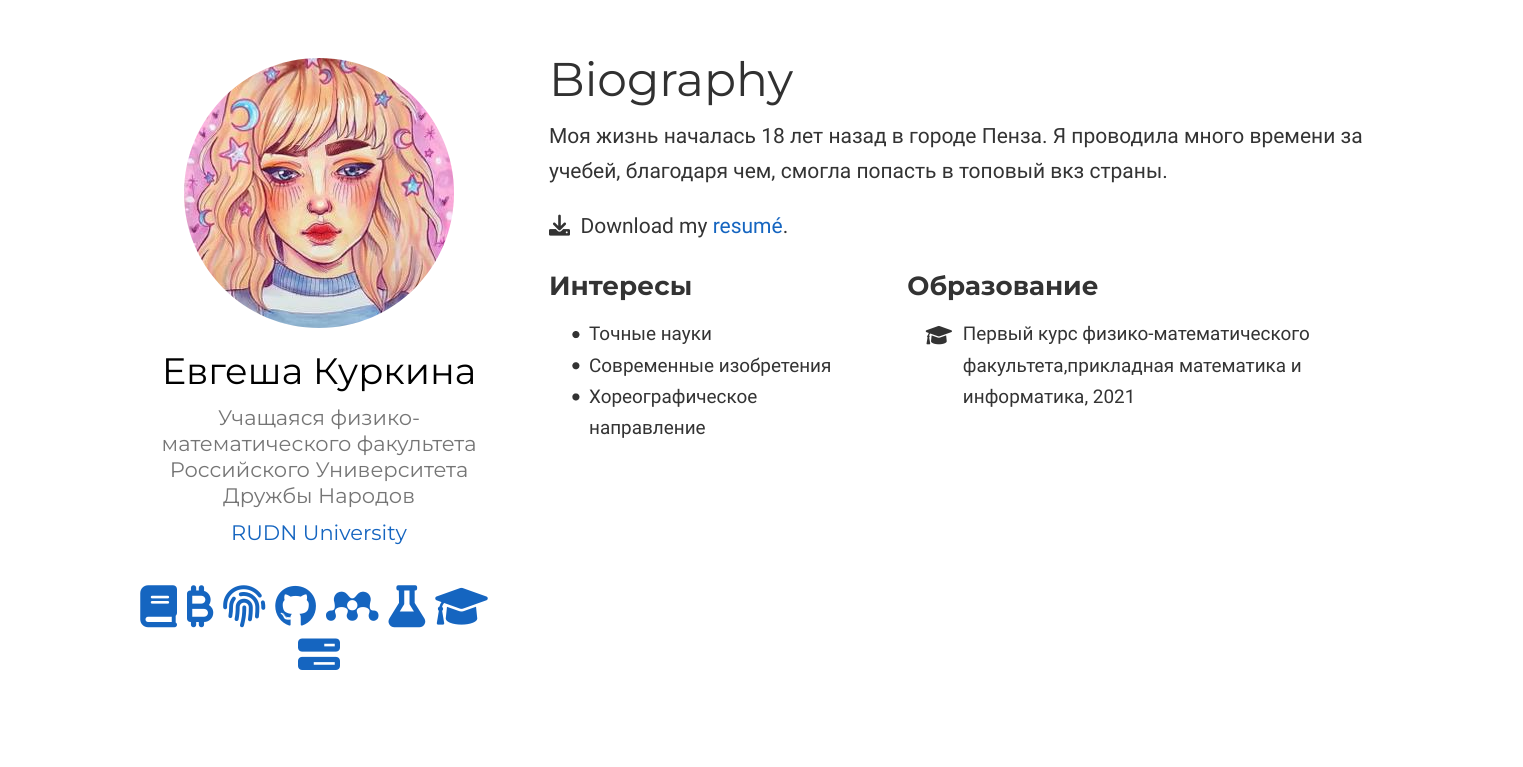 Biography
Моя жизнь началась 18 лет назад в городе Пенза. Я проводила много времени за
учебей, благодаря чем, смогла попасть в топовый вкз страны.
Download my resumé.
Интересы
Точные науки
Современные изобретения
Хореографическое
направление
Образование
Первый курс физико-математического
факультета,прикладная математика и
информатика, 2021
Евгеша Куркина
Учащаяся физико-
математического факультета
Российского Университета
Дружбы Народов
RUDN University